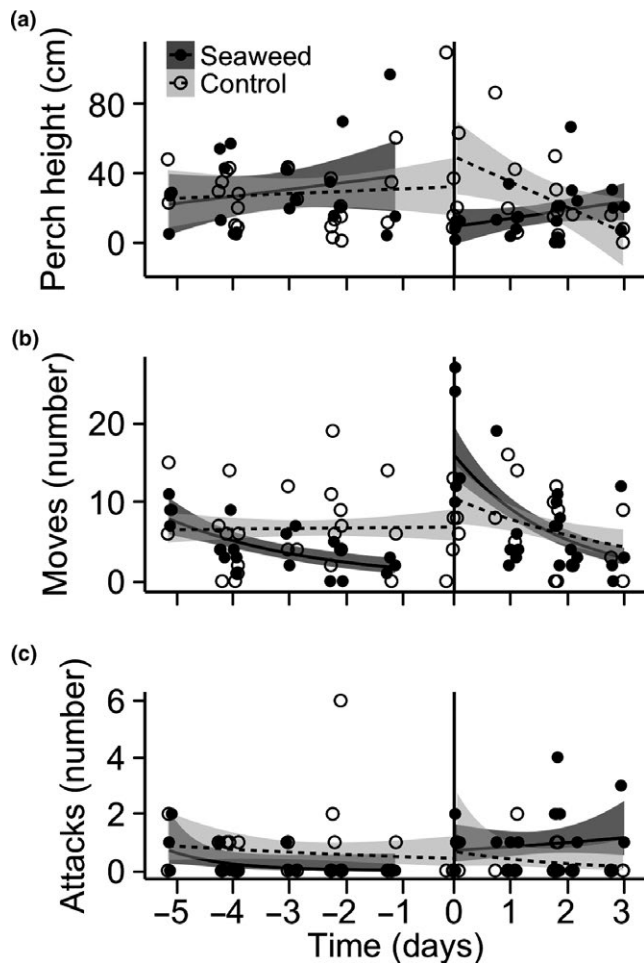 (a)
Seaweed
Control
Perch height (cm)
80
40
0
(b)
Moves (number)
20
10
0
(c)
Attacks (number)
6
4
2
0
−5 −4 −3 −2 −1 0 1 2 3
Time (days)